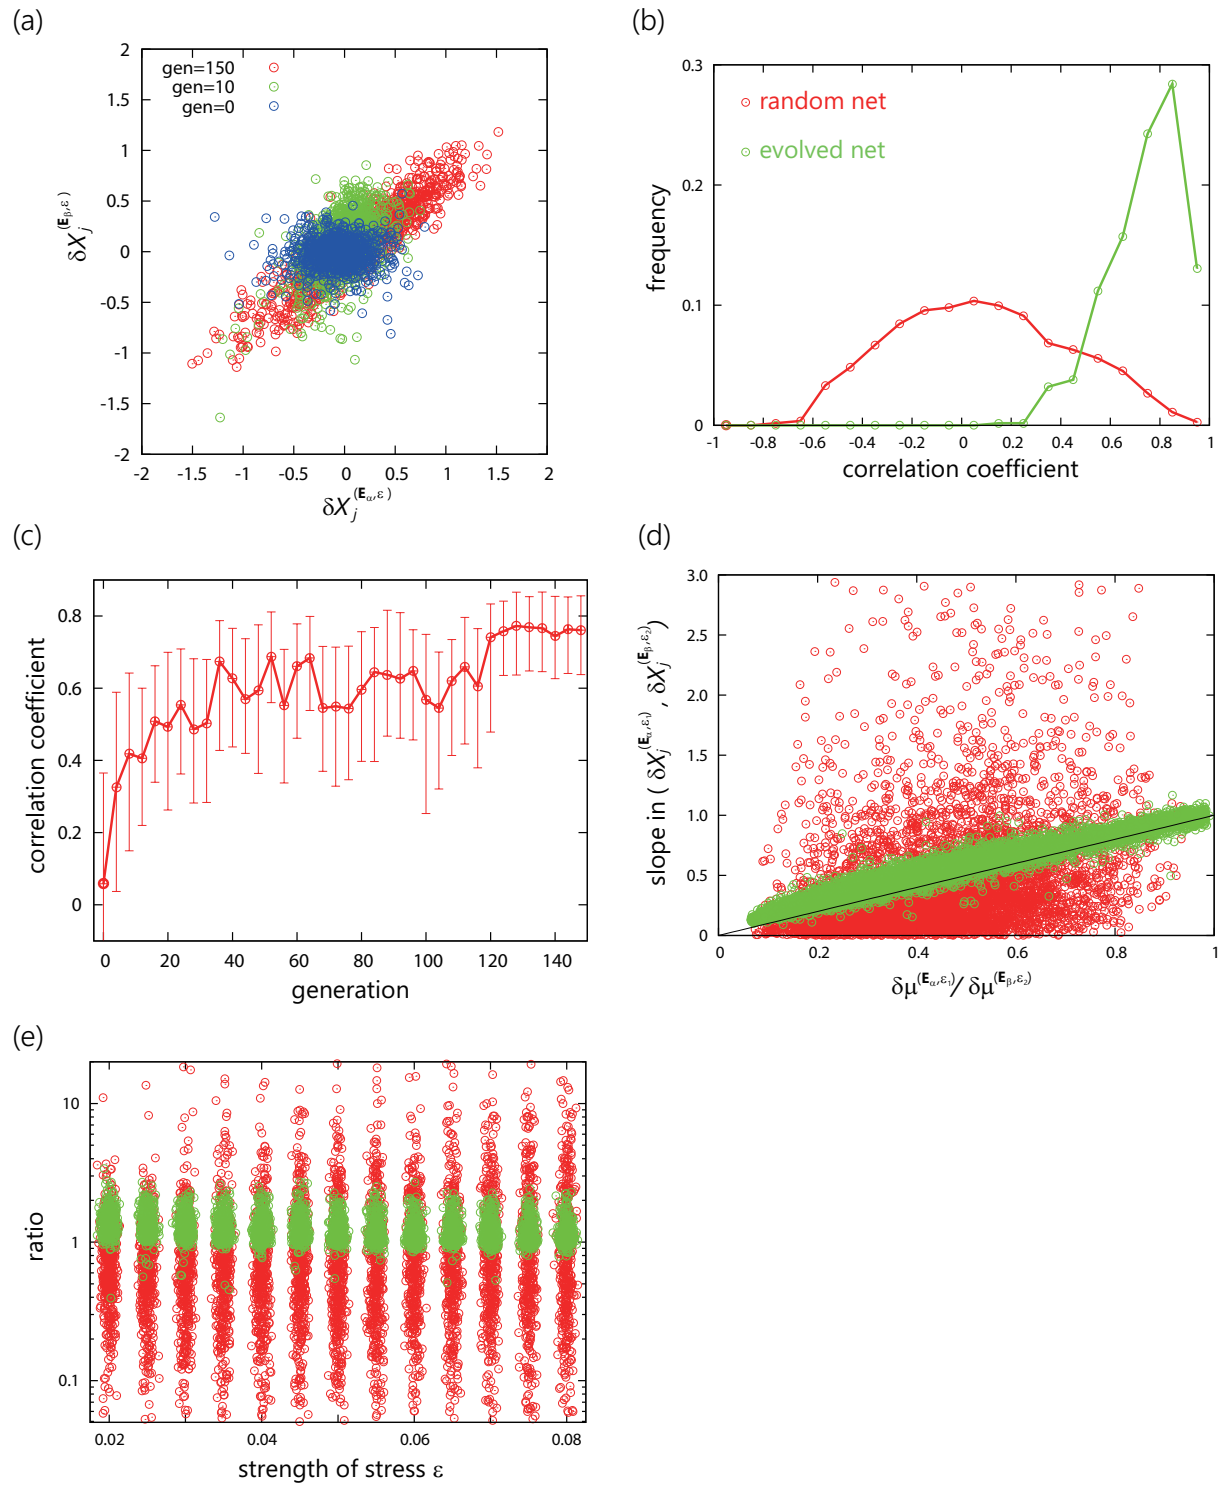 (a)
2
1.5
1
0.5
0
-0.5
-1
-1.5
-2
gen=150
gen=10
gen=0
-2 -1.5 -1 -0.5 0 0.5 1 1.5 2
δX_j^(E_β,ε)
δX_j^(E_α,ε)
(b)
0.3
0.2
0.1
0
random net
evolved net
-1 -0.8 -0.6 -0.4 -0.2 0 0.2 0.4 0.6 0.8 1
frequency
correlation coefficient
(c)
0.8
0.6
0.4
0.2
0
0 20 40 60 80 100 120 140
correlation coefficient
generation
(d)
3.0
2.5
2.0
1.5
1.0
0.5
0
0 0.2 0.4 0.6 0.8 1
slope in ( δX_j^(E_α,ε_1) , δX_j^(E_β,ε_2) )
δμ^(E_α,ε_1) / δμ^(E_β,ε_2)
(e)
10
1
0.1
0.02 0.04 0.06 0.08
ratio
strength of stress ε